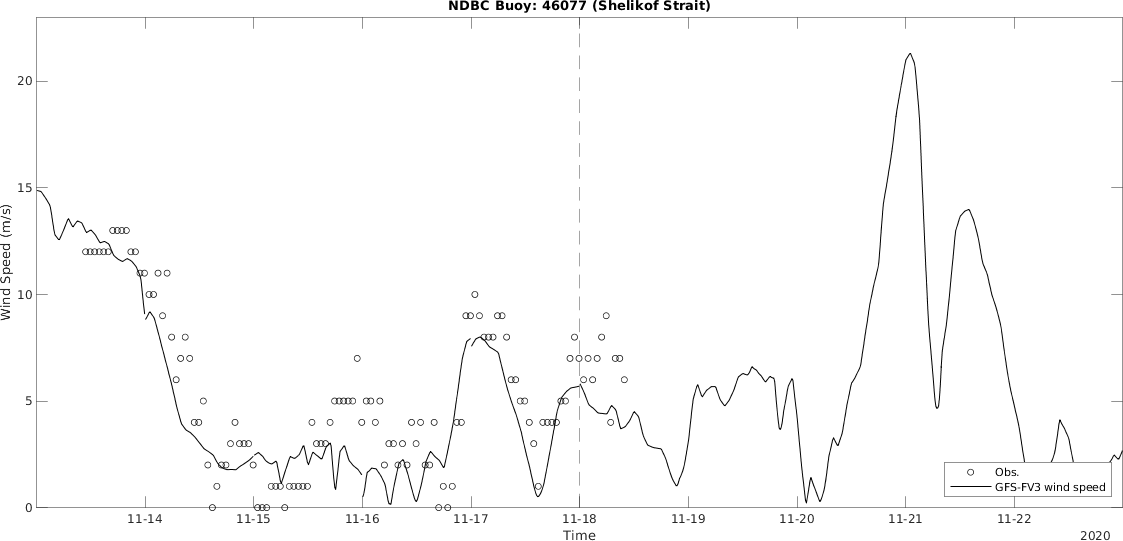 NDBC Buoy: 46077 (Shelikof Strait)
20
15
10
5
0
Wind Speed (m/s)
11-14 11-15 11-16 11-17 11-18 11-19 11-20 11-21 11-22
Time
2020
Obs.
GFS-FV3 wind speed